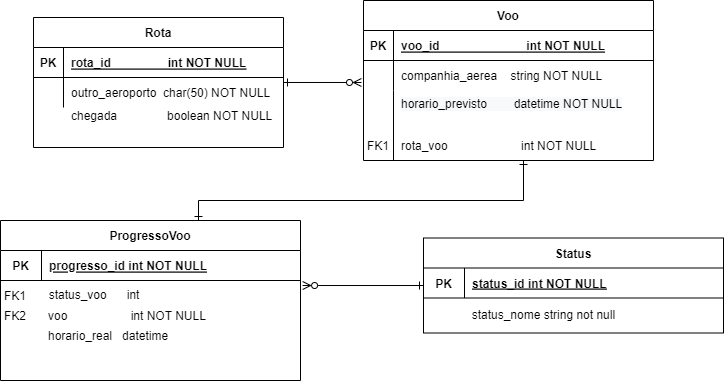 Rota
PK rota_id int NOT NULL
outro_aeroporto char(50) NOT NULL
chegada boolean NOT NULL
Voo
PK voo_id int NOT NULL
companhia_aerea string NOT NULL
horario_previsto datetime NOT NULL
FK1 rota_voo int NOT NULL
ProgressoVoo
PK progresso_id int NOT NULL
FK1 status_voo int
FK2 voo int NOT NULL
horario_real datetime
Status
PK status_id int NOT NULL
status_nome string not null